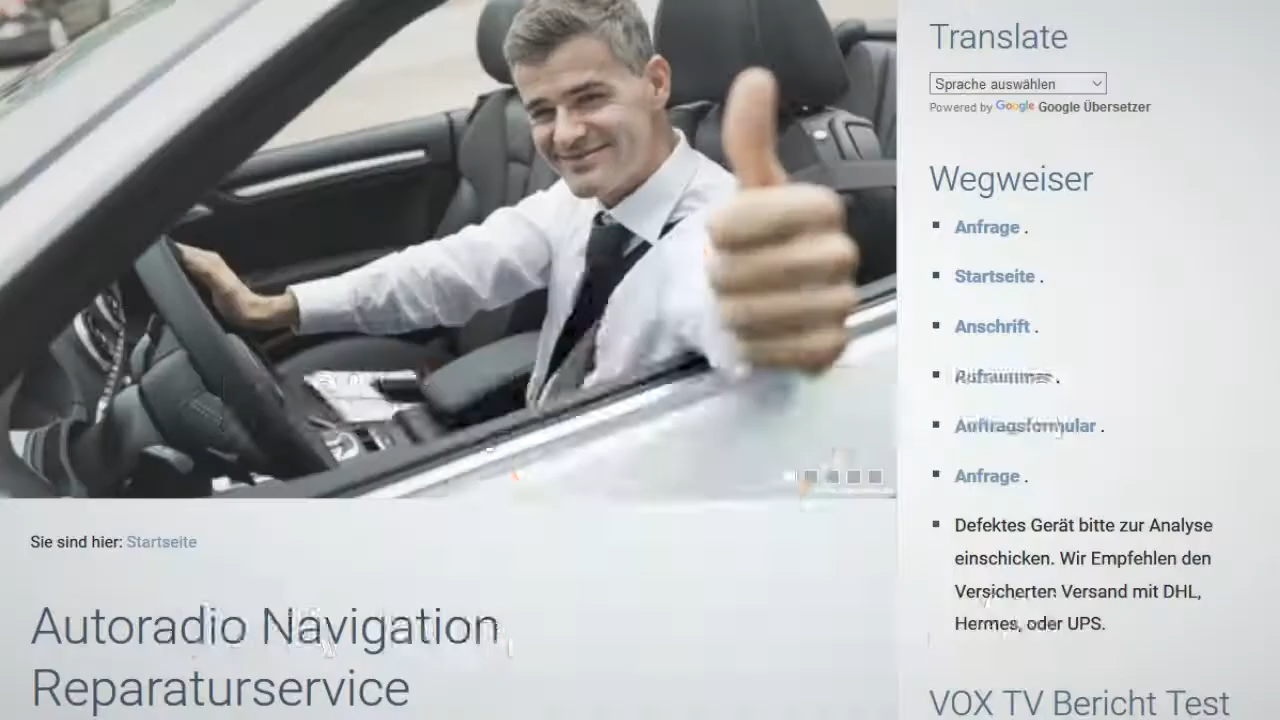 Translate
Sprache auswählen
Powered by Google Google Übersetzer
Wegweiser
Anfrage .
Startseite .
Anschrift .
Auftragsformular .
Anfrage .
Defektes Gerät bitte zur Analyse
einschicken. Wir Empfehlen den
Versicherten Versand mit DHL,
Hermes, oder UPS.
VOX TV Bericht Test
Sie sind hier: Startseite
Autoradio Navigation
Reparaturservice